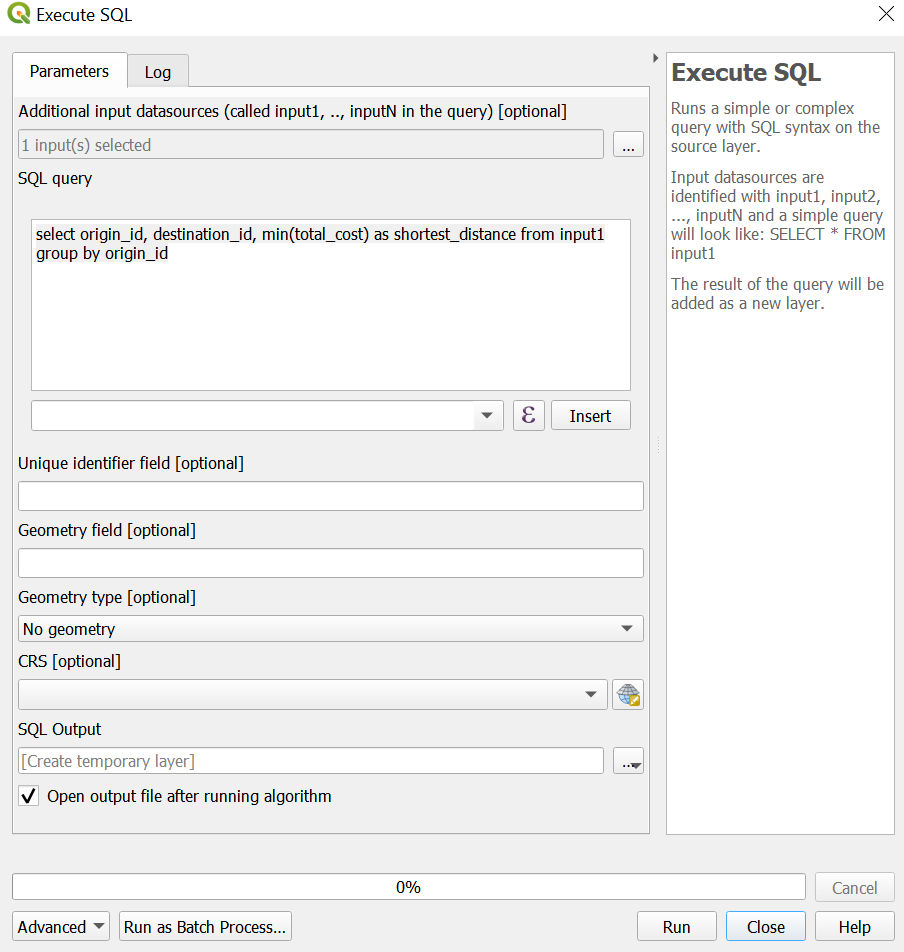 Execute SQL
Parameters
Log
Additional input datasources (called input1, .., inputN in the query) [optional]
1 input(s) selected
...
SQL query
select origin_id, destination_id, min(total_cost) as shortest_distance from input1
group by origin_id
ε
Insert
Unique identifier field [optional]
Geometry field [optional]
Geometry type [optional]
No geometry
CRS [optional]
SQL Output
[Create temporary layer]
...
Open output file after running algorithm
Execute SQL
Runs a simple or complex
query with SQL syntax on the
source layer.
Input datasources are
identified with input1, input2,
..., inputN and a simple query
will look like: SELECT * FROM
input1
The result of the query will be
added as a new layer.
0%
Cancel
Advanced
Run as Batch Process...
Run
Close
Help